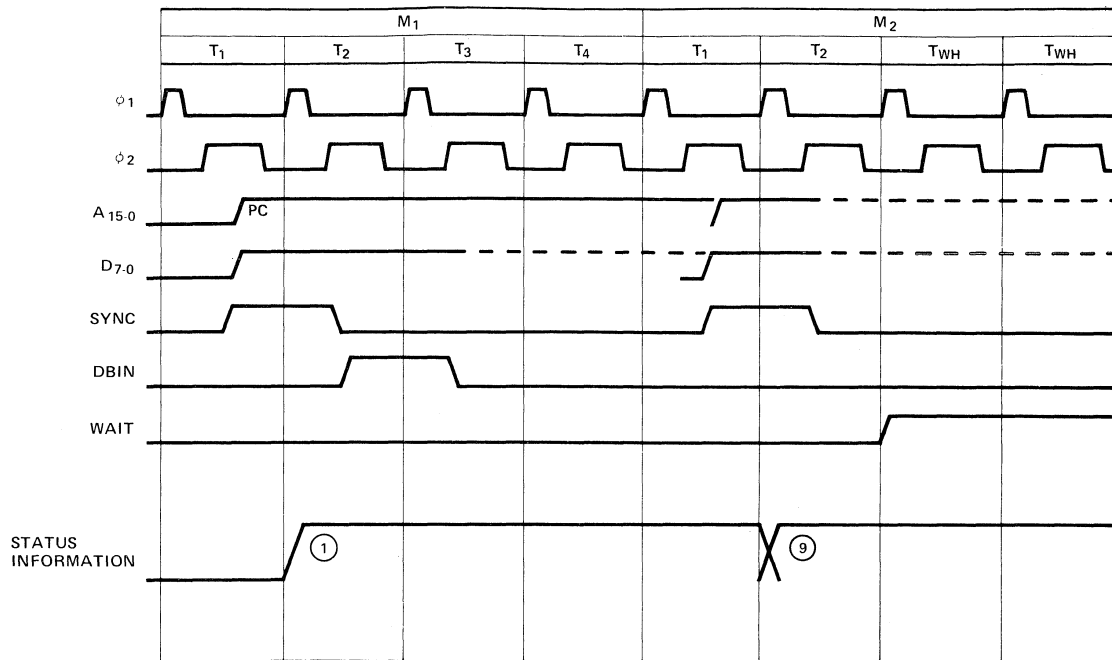 M1 M2
T1 T2 T3 T4 T1 T2 TWH TWH
φ1
φ2
A15-0 PC
D7-0
SYNC
DBIN
WAIT
STATUS
INFORMATION 1 9